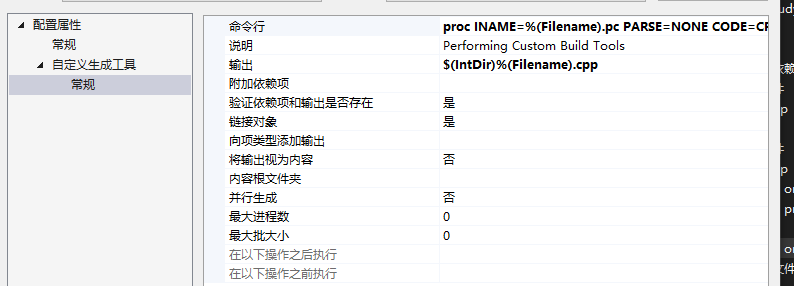 配置属性
常规
自定义生成工具
常规
命令行 proc INAME=%(Filename).pc PARSE=NONE CODE=CP
说明 Performing Custom Build Tools
输出 $(IntDir)%(Filename).cpp
附加依赖项
验证依赖项和输出是否存在 是
链接对象 是
向项类型添加输出
将输出视为内容 否
内容根文件夹
并行生成 否
最大进程数 0
最大批大小 0
在以下操作之后执行
在以下操作之前执行